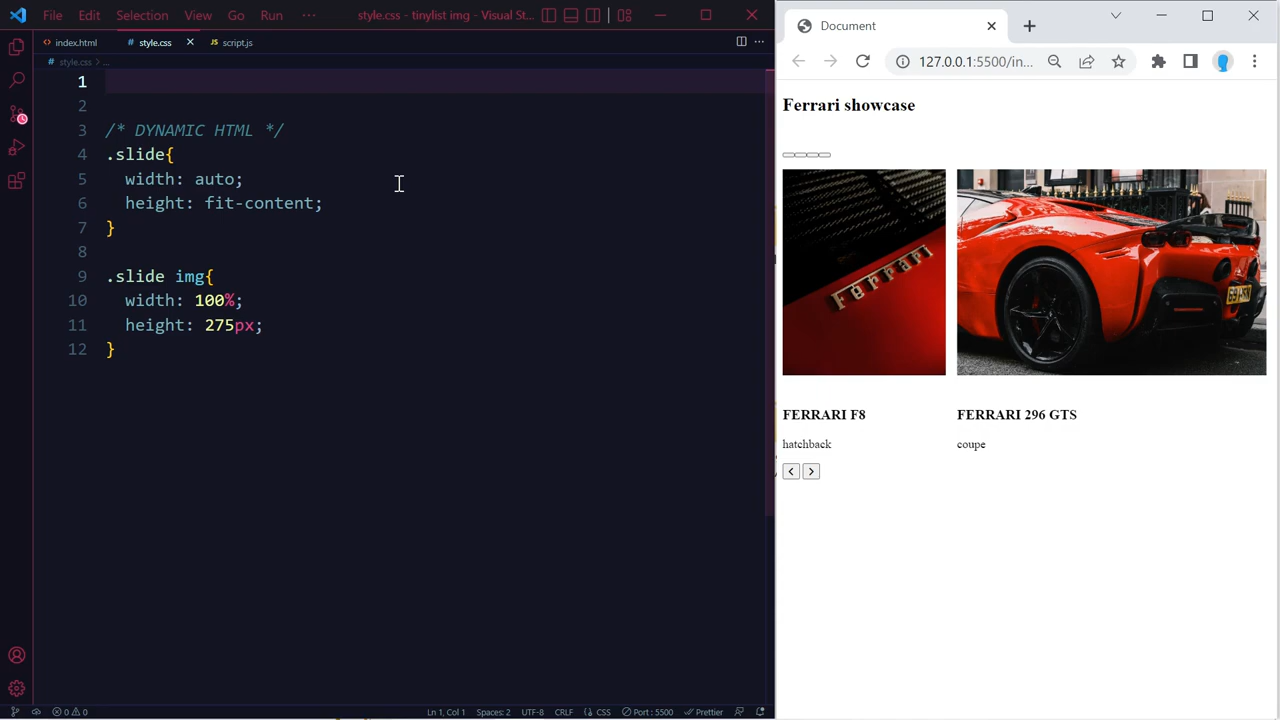 File Edit Selection View Go Run ··· style.css - tinylist img - Visual St...
index.html style.css script.js
style.css > ...
1
2
3 /* DYNAMIC HTML */
4 .slide{
5 width: auto;
6 height: fit-content;
7 }
8
9 .slide img{
10 width: 100%;
11 height: 275px;
12 }
Ln 1, Col 1 Spaces: 2 UTF-8 CRLF {} CSS Port : 5500 Prettier
0 0
Document
127.0.0.1:5500/in...
Ferrari showcase
Ferrari
FERRARI F8
hatchback
FERRARI 296 GTS
coupe